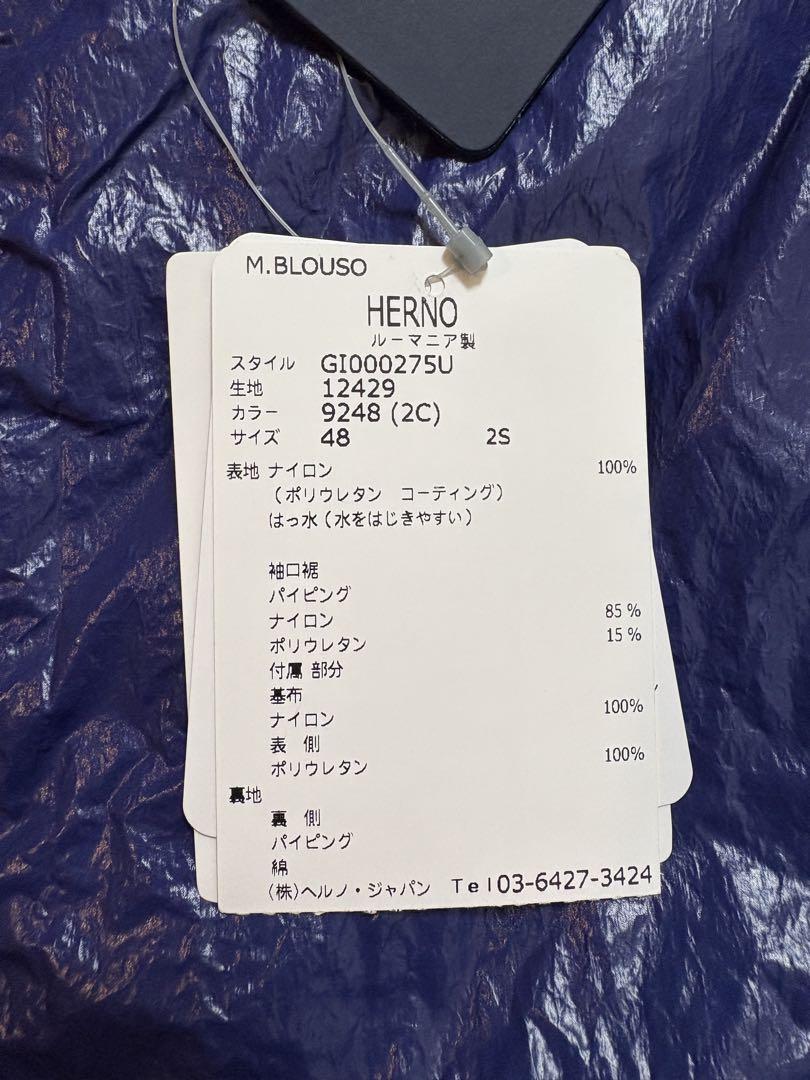 M.BLOUSO
HERNO
ルーマニア製
スタイル GI000275U
生地 12429
カラー 9248 (2C)
サイズ 48 2S
表地 ナイロン 100%
(ポリウレタン コーティング)
はっ水(水をはじきやすい)
袖口裾
パイピング
ナイロン 85%
ポリウレタン 15%
付属 部分
基布
ナイロン 100%
表 側
ポリウレタン 100%
裏地
裏 側
パイピング
綿
(株)ヘルノ・ジャパン Tel03-6427-3424